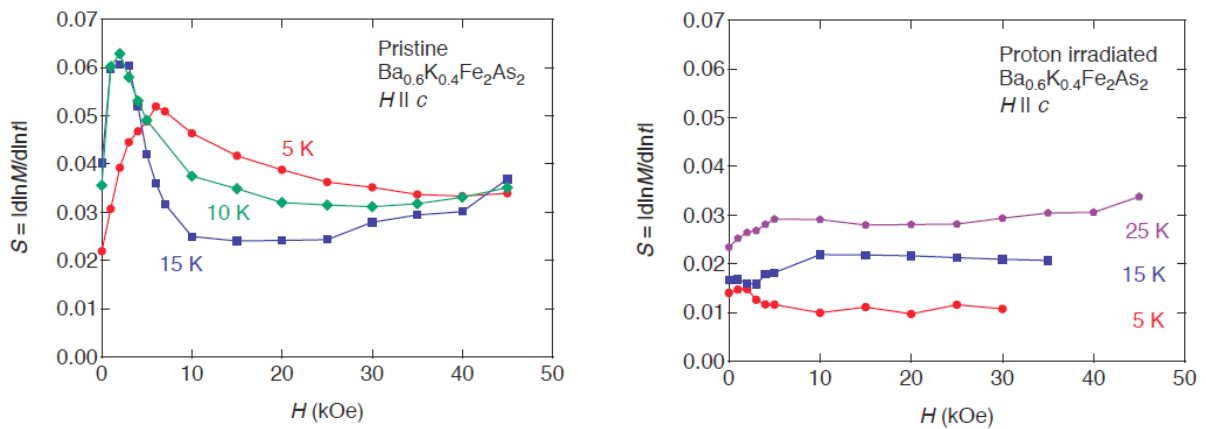 0.07
0.06
0.05
0.04
0.03
0.02
0.01
0.00
S = |dlnM/dlnt|
Pristine
Ba0.6K0.4Fe2As2
H || c
5 K
10 K
15 K
0 10 20 30 40 50
H (kOe)
0.07
0.06
0.05
0.04
0.03
0.02
0.01
0.00
S = |dlnM/dlnt|
Proton irradiated
Ba0.6K0.4Fe2As2
H || c
25 K
15 K
5 K
0 10 20 30 40 50
H (kOe)